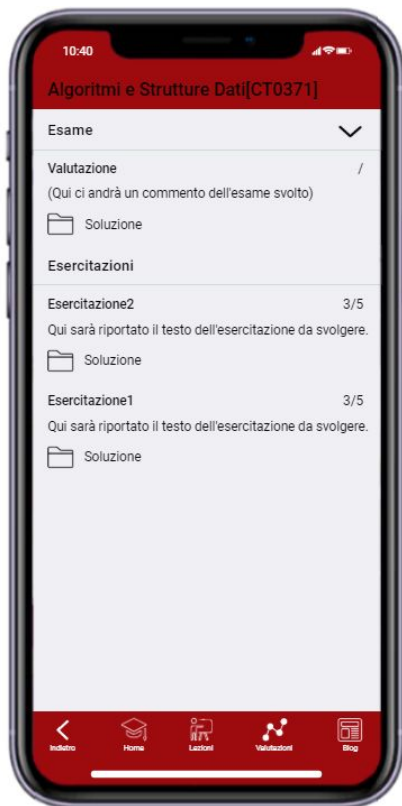 10:40
Algoritmi e Strutture Dati[CT0371]
Esame
Valutazione /
(Qui ci andrà un commento dell'esame svolto)
Soluzione
Esercitazioni
Esercitazione2 3/5
Qui sarà riportato il testo dell'esercitazione da svolgere.
Soluzione
Esercitazione1 3/5
Qui sarà riportato il testo dell'esercitazione da svolgere.
Soluzione
Indietro Home Lezioni Valutazioni Blog